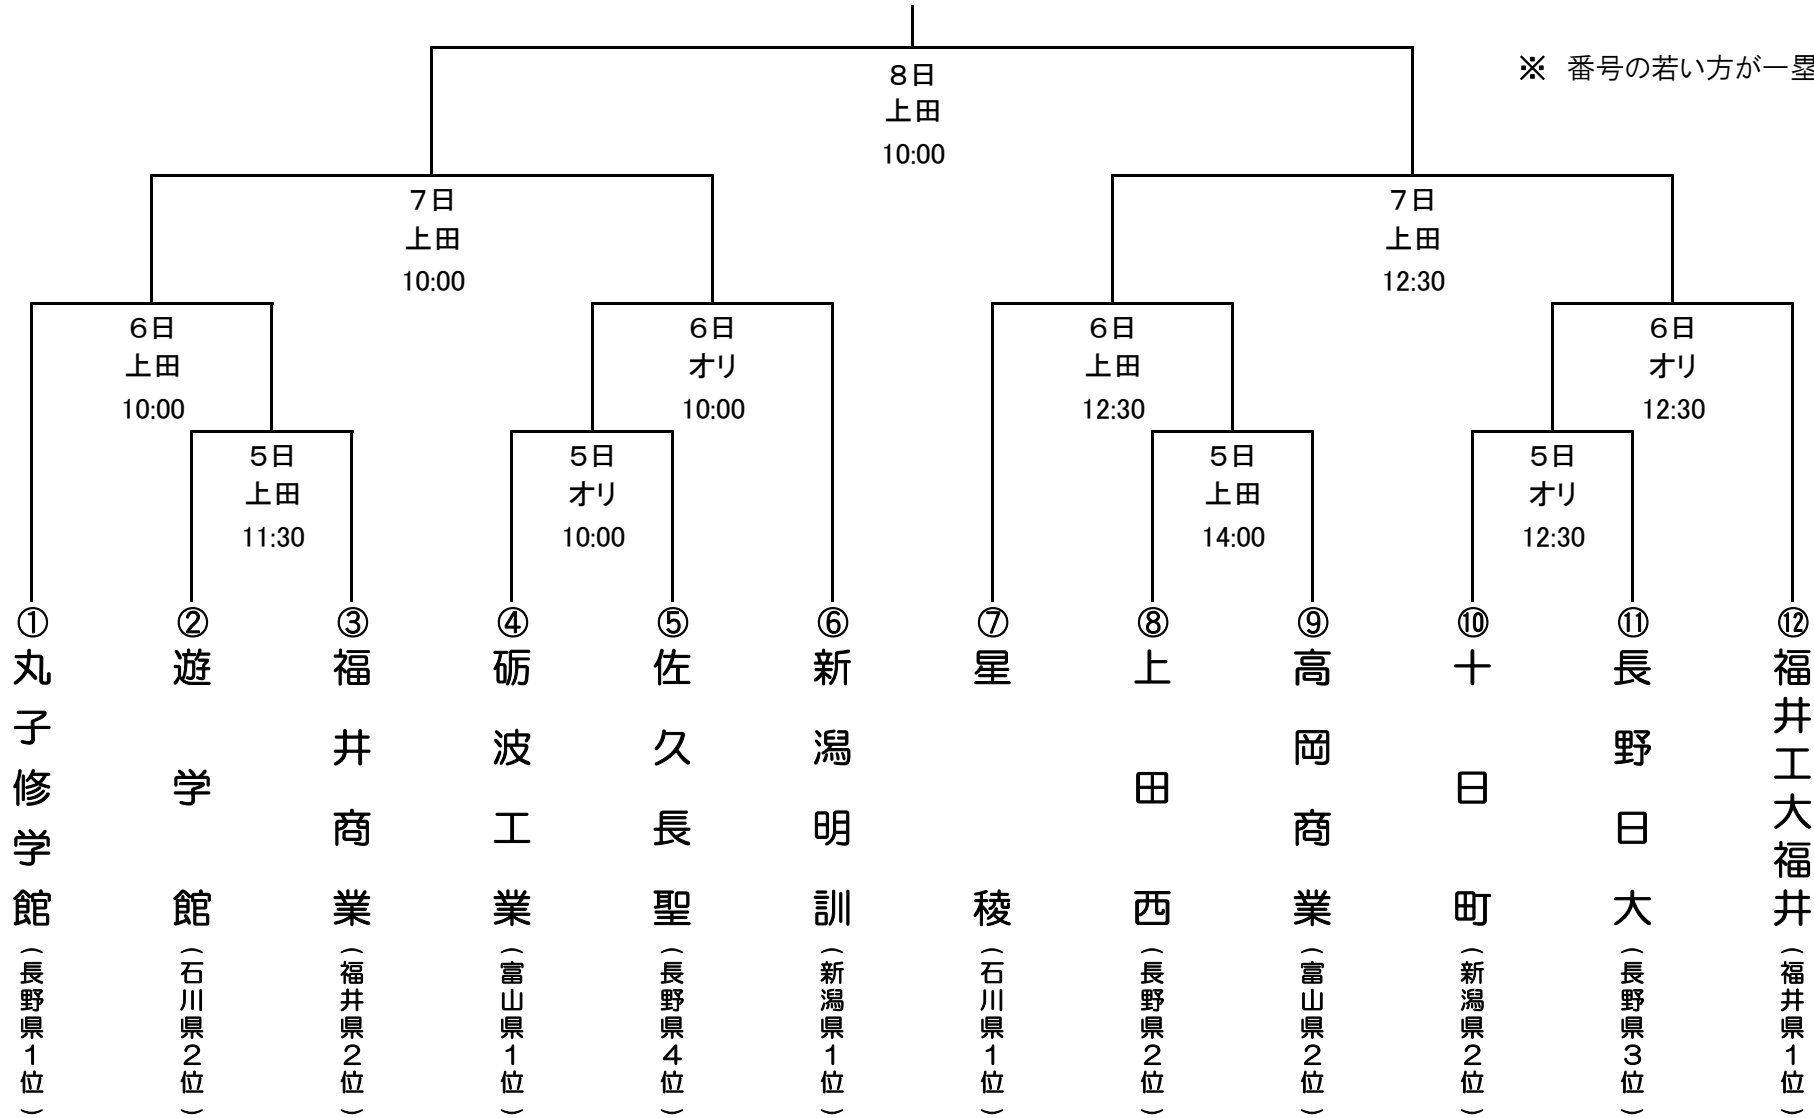 ※ 番号の若い方が一塁
8日
上田
10:00
7日
上田
10:00
7日
上田
12:30
6日
上田
10:00
6日
オリ
10:00
6日
上田
12:30
6日
オリ
12:30
5日
上田
11:30
5日
オリ
10:00
5日
上田
14:00
5日
オリ
12:30
①
丸子修学館
(長野県1位)
②
遊学館
(石川県2位)
③
福井商業
(福井県2位)
④
砺波工業
(富山県1位)
⑤
佐久長聖
(長野県4位)
⑥
新潟明訓
(新潟県1位)
⑦
星稜
(石川県1位)
⑧
上田西
(長野県2位)
⑨
高岡商業
(富山県2位)
⑩
十日町
(新潟県2位)
⑪
長野日大
(長野県3位)
⑫
福井工大福井
(福井県1位)